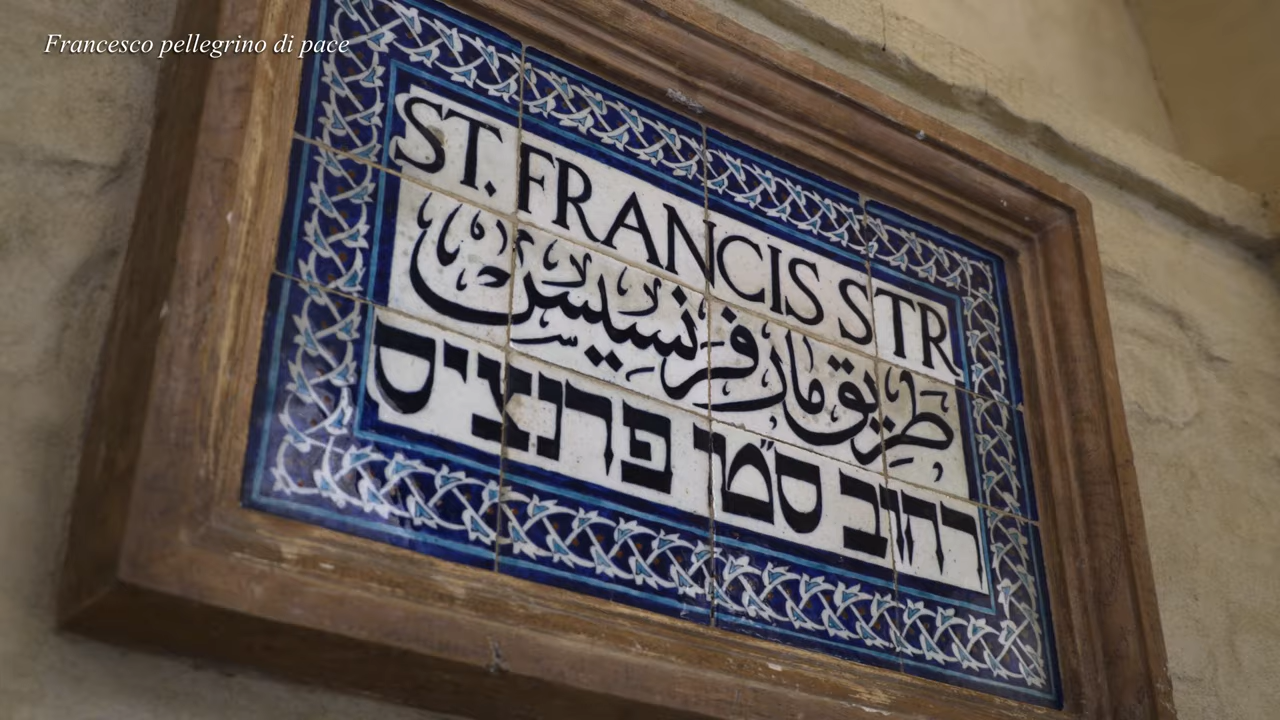 Francesco pellegrino di pace
ST. FRANCIS STR
طريق مار فرنسيس
רחוב סט׳ פרנציס